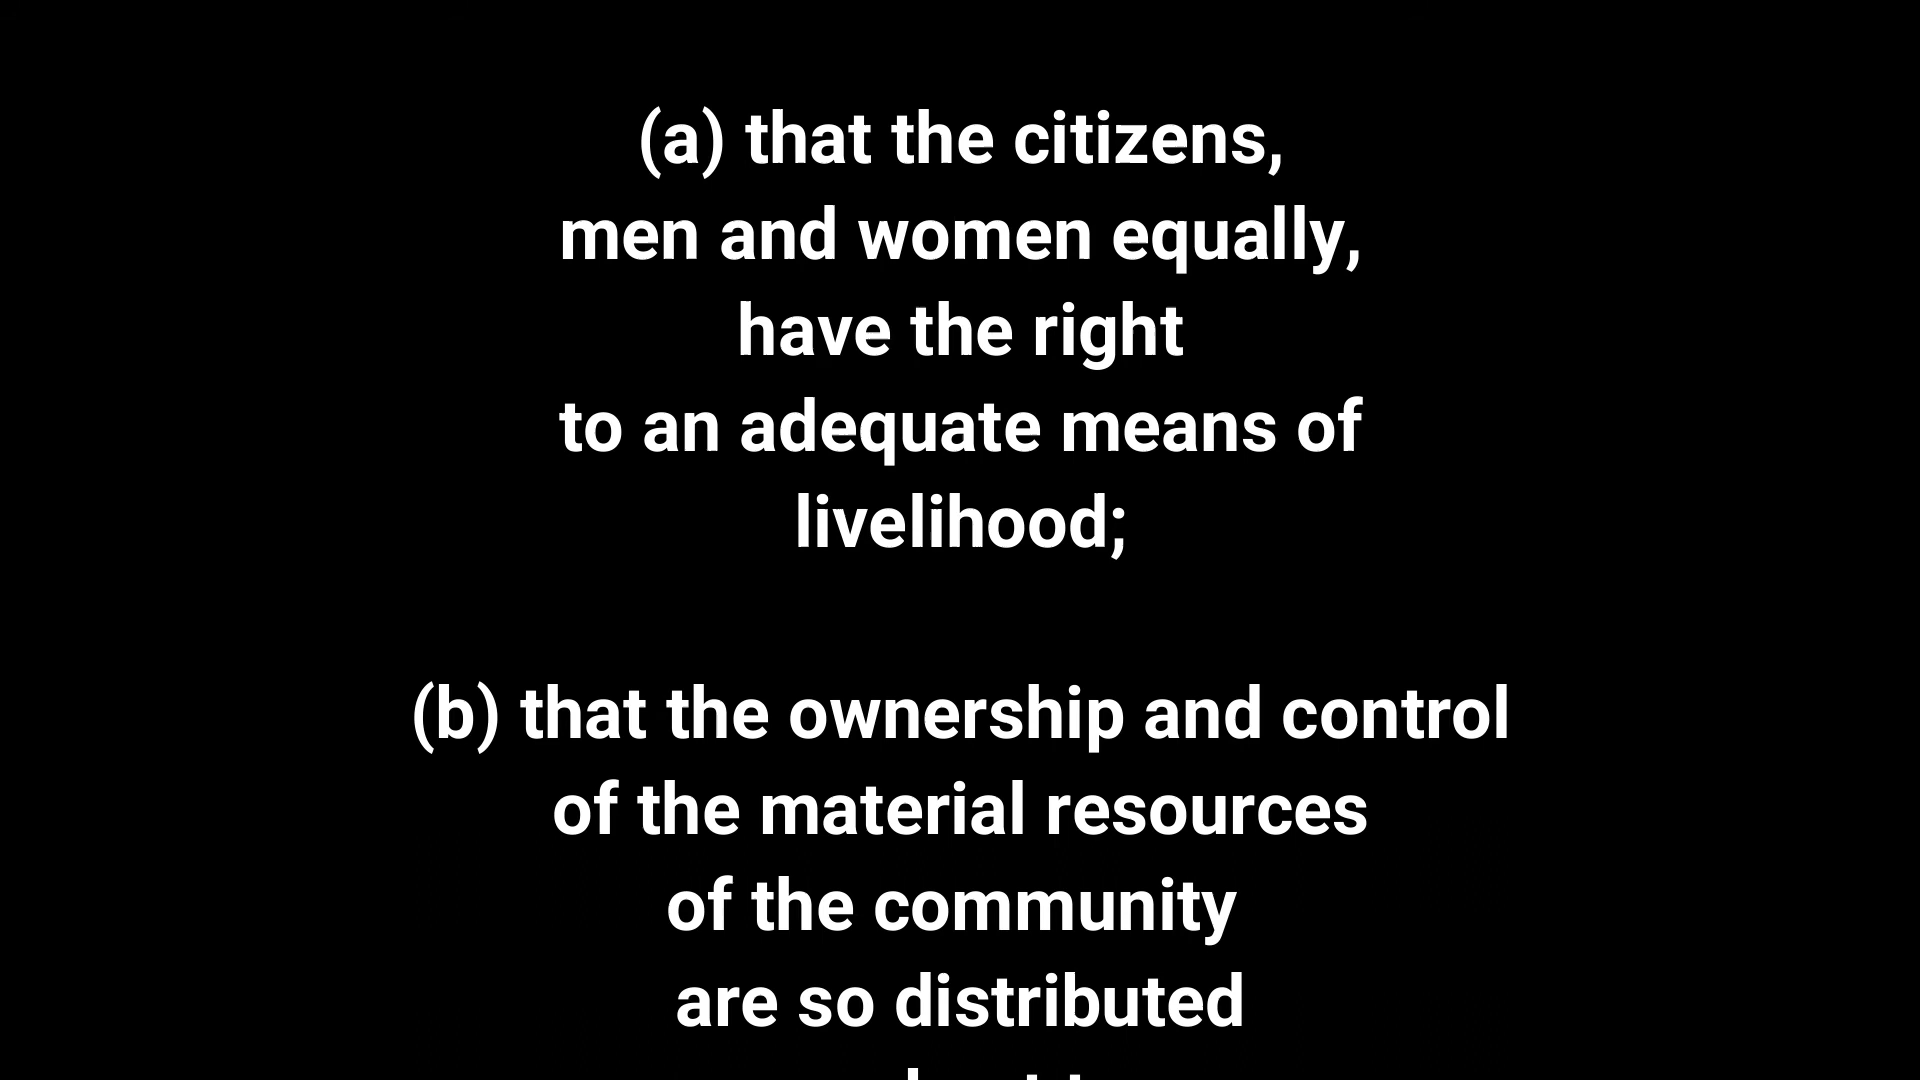 (a) that the citizens,
men and women equally,
have the right
to an adequate means of
livelihood;
(b) that the ownership and control
of the material resources
of the community
are so distributed